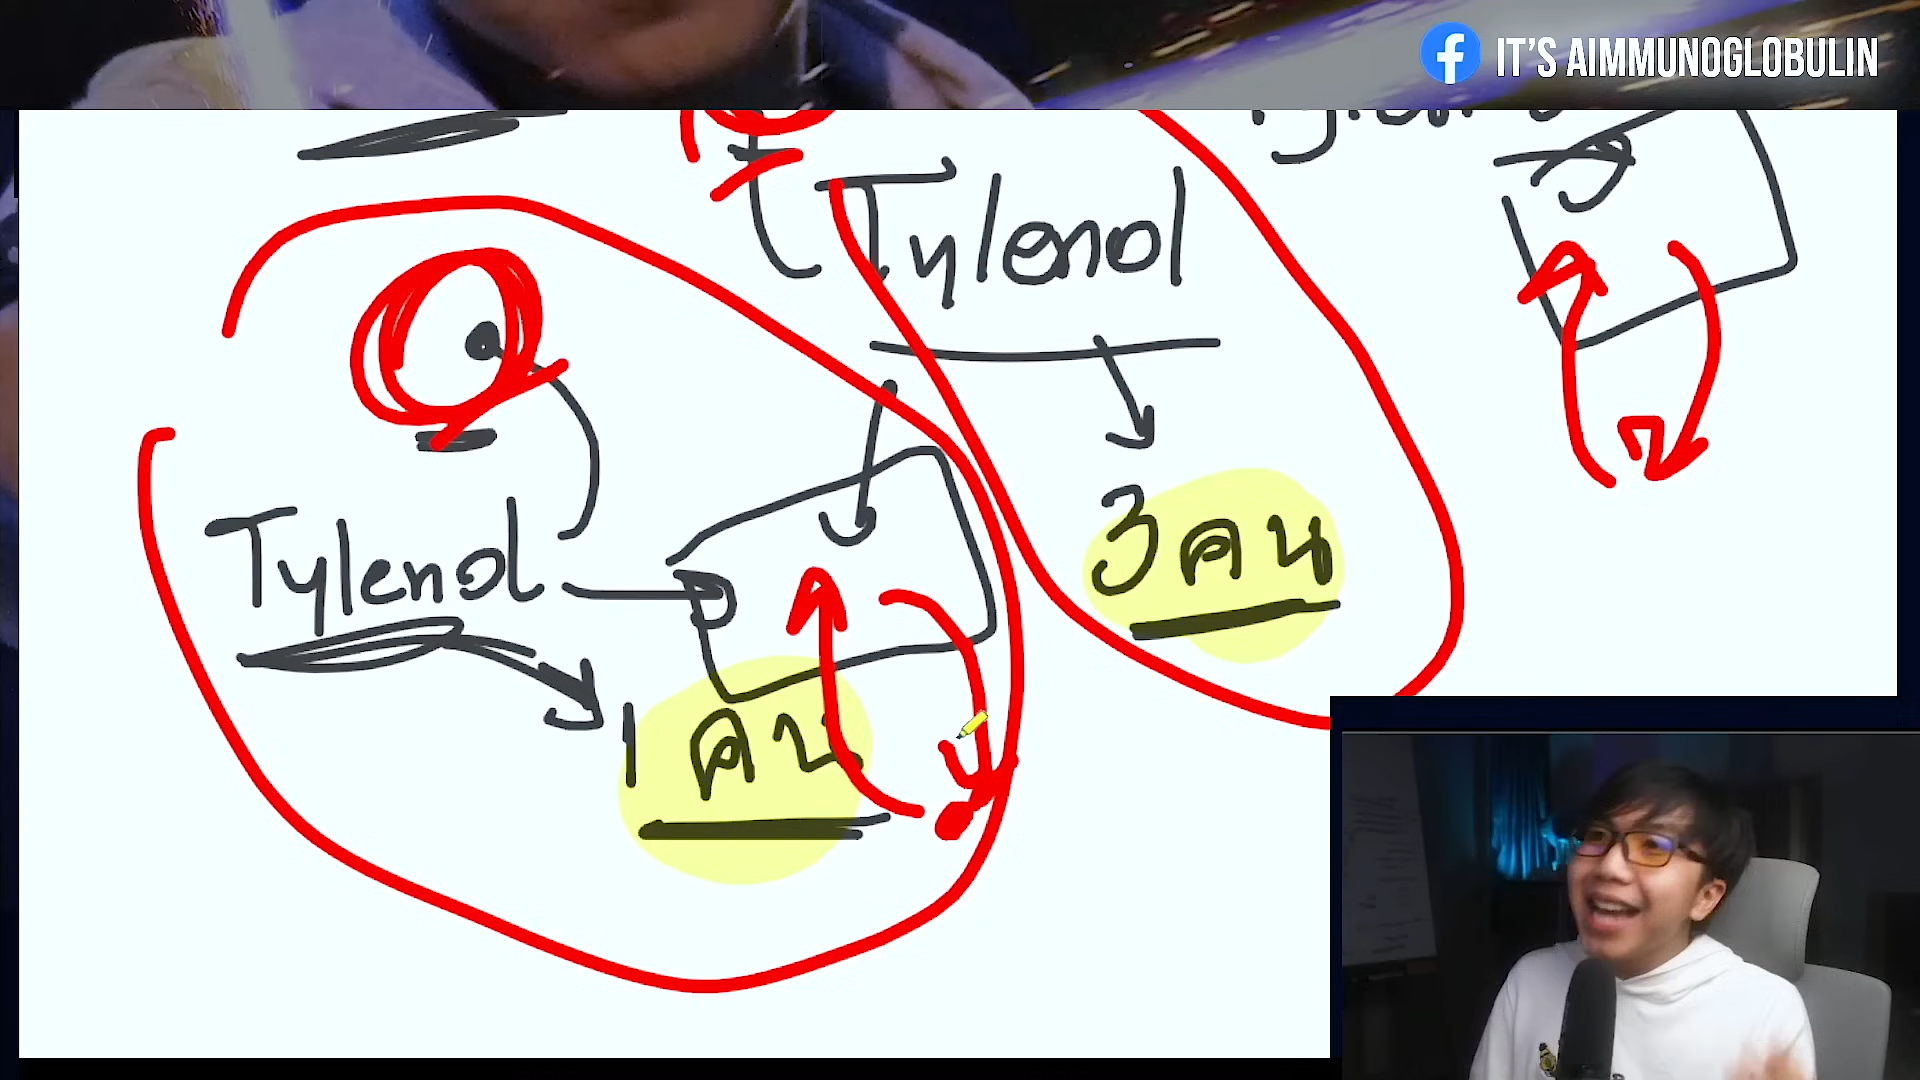 IT'S AIMMUNOGLOBULIN
Tylenol
3 คน
Tylenol
1 คน